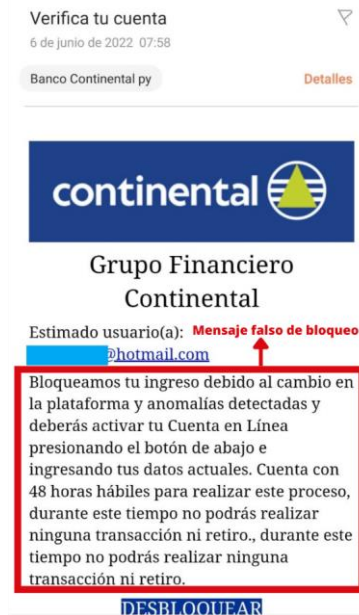 Verifica tu cuenta
6 de junio de 2022 07:58
Banco Continental py
Detalles
continental
Grupo Financiero
Continental
Estimado usuario(a): Mensaje falso de bloqueo
@hotmail.com
Bloqueamos tu ingreso debido al cambio en
la plataforma y anomalías detectadas y
deberás activar tu Cuenta en Línea
presionando el botón de abajo e
ingresando tus datos actuales. Cuenta con
48 horas hábiles para realizar este proceso,
durante este tiempo no podrás realizar
ninguna transacción ni retiro., durante este
tiempo no podrás realizar ninguna
transacción ni retiro.
DESBLOQUEAR